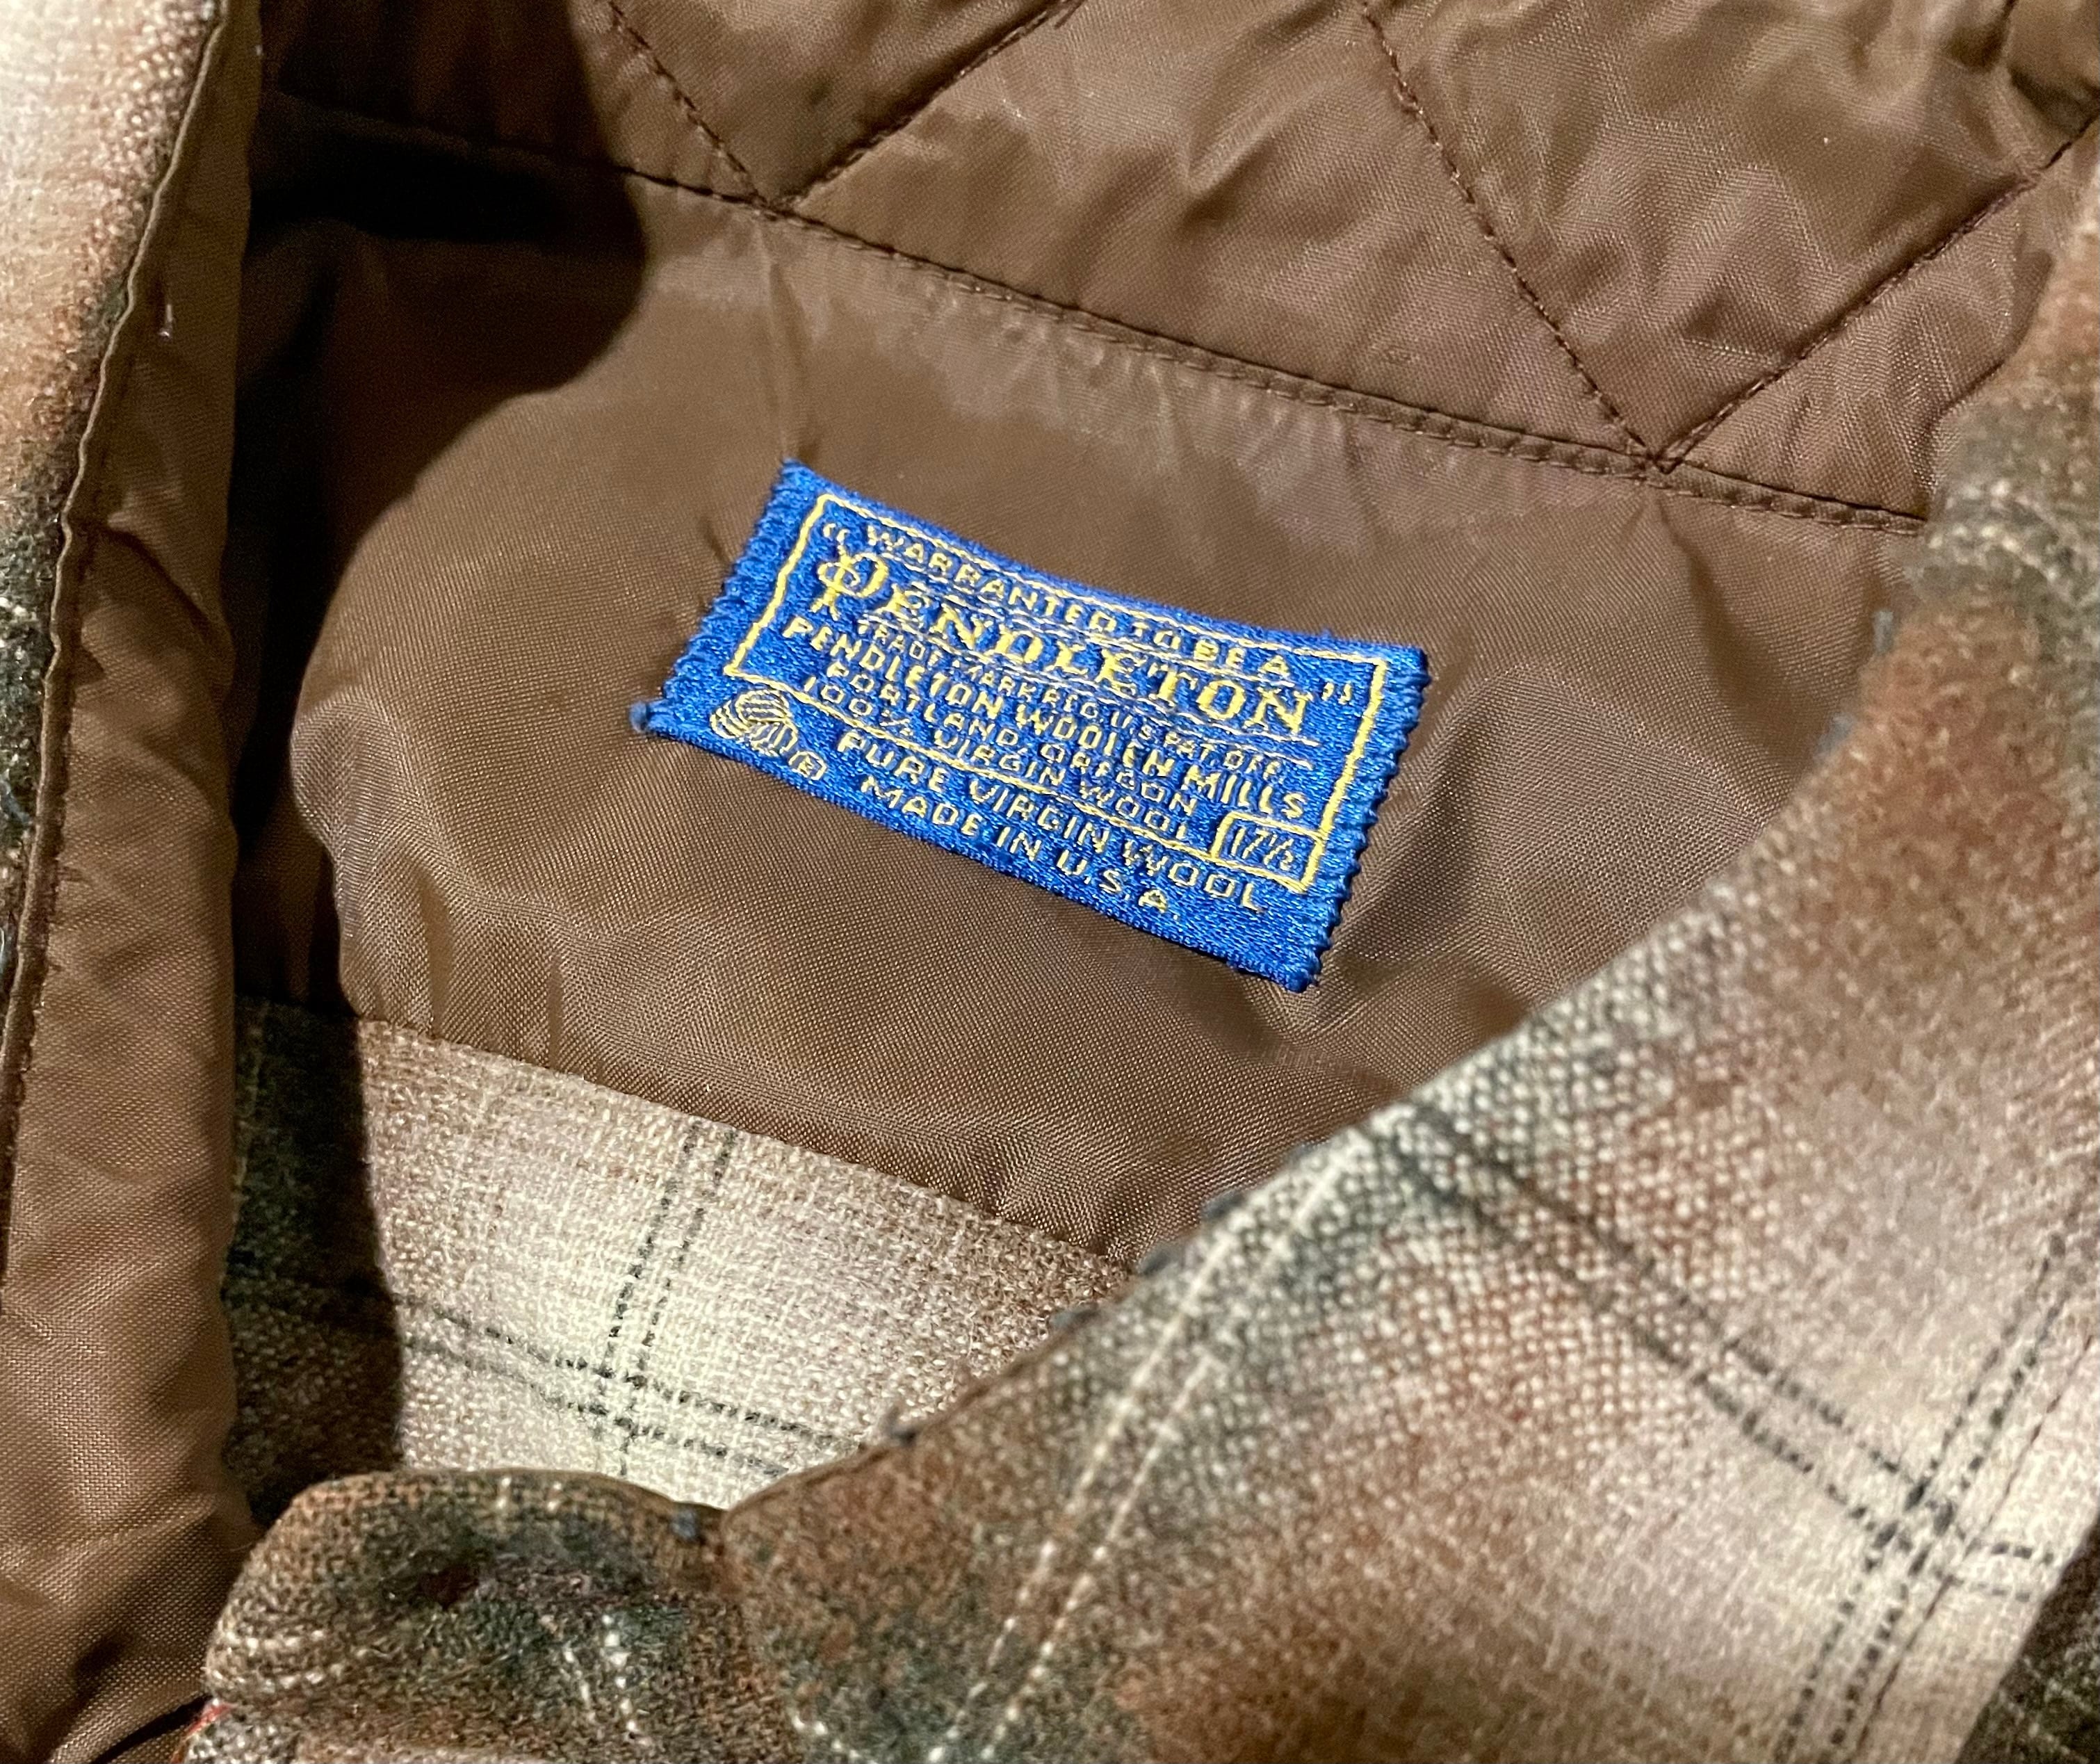 "WARRANTED TO BE A
PENDLETON"
TRADE-MARK REG. U.S. PAT. OFF.
PENDLETON WOOLEN MILLS
PORTLAND, OREGON
100% VIRGIN WOOL 17½
PURE VIRGIN WOOL
® MADE IN U.S.A.